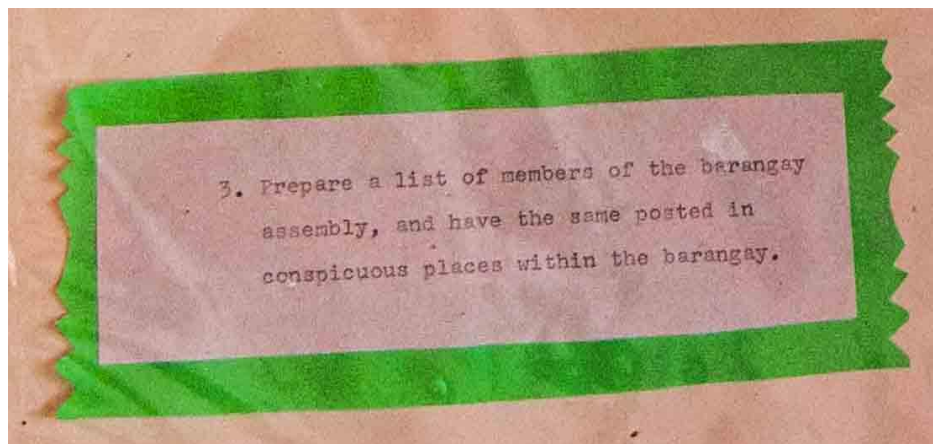 3. Prepare a list of members of the barangay
assembly, and have the same posted in
conspicuous places within the barangay.